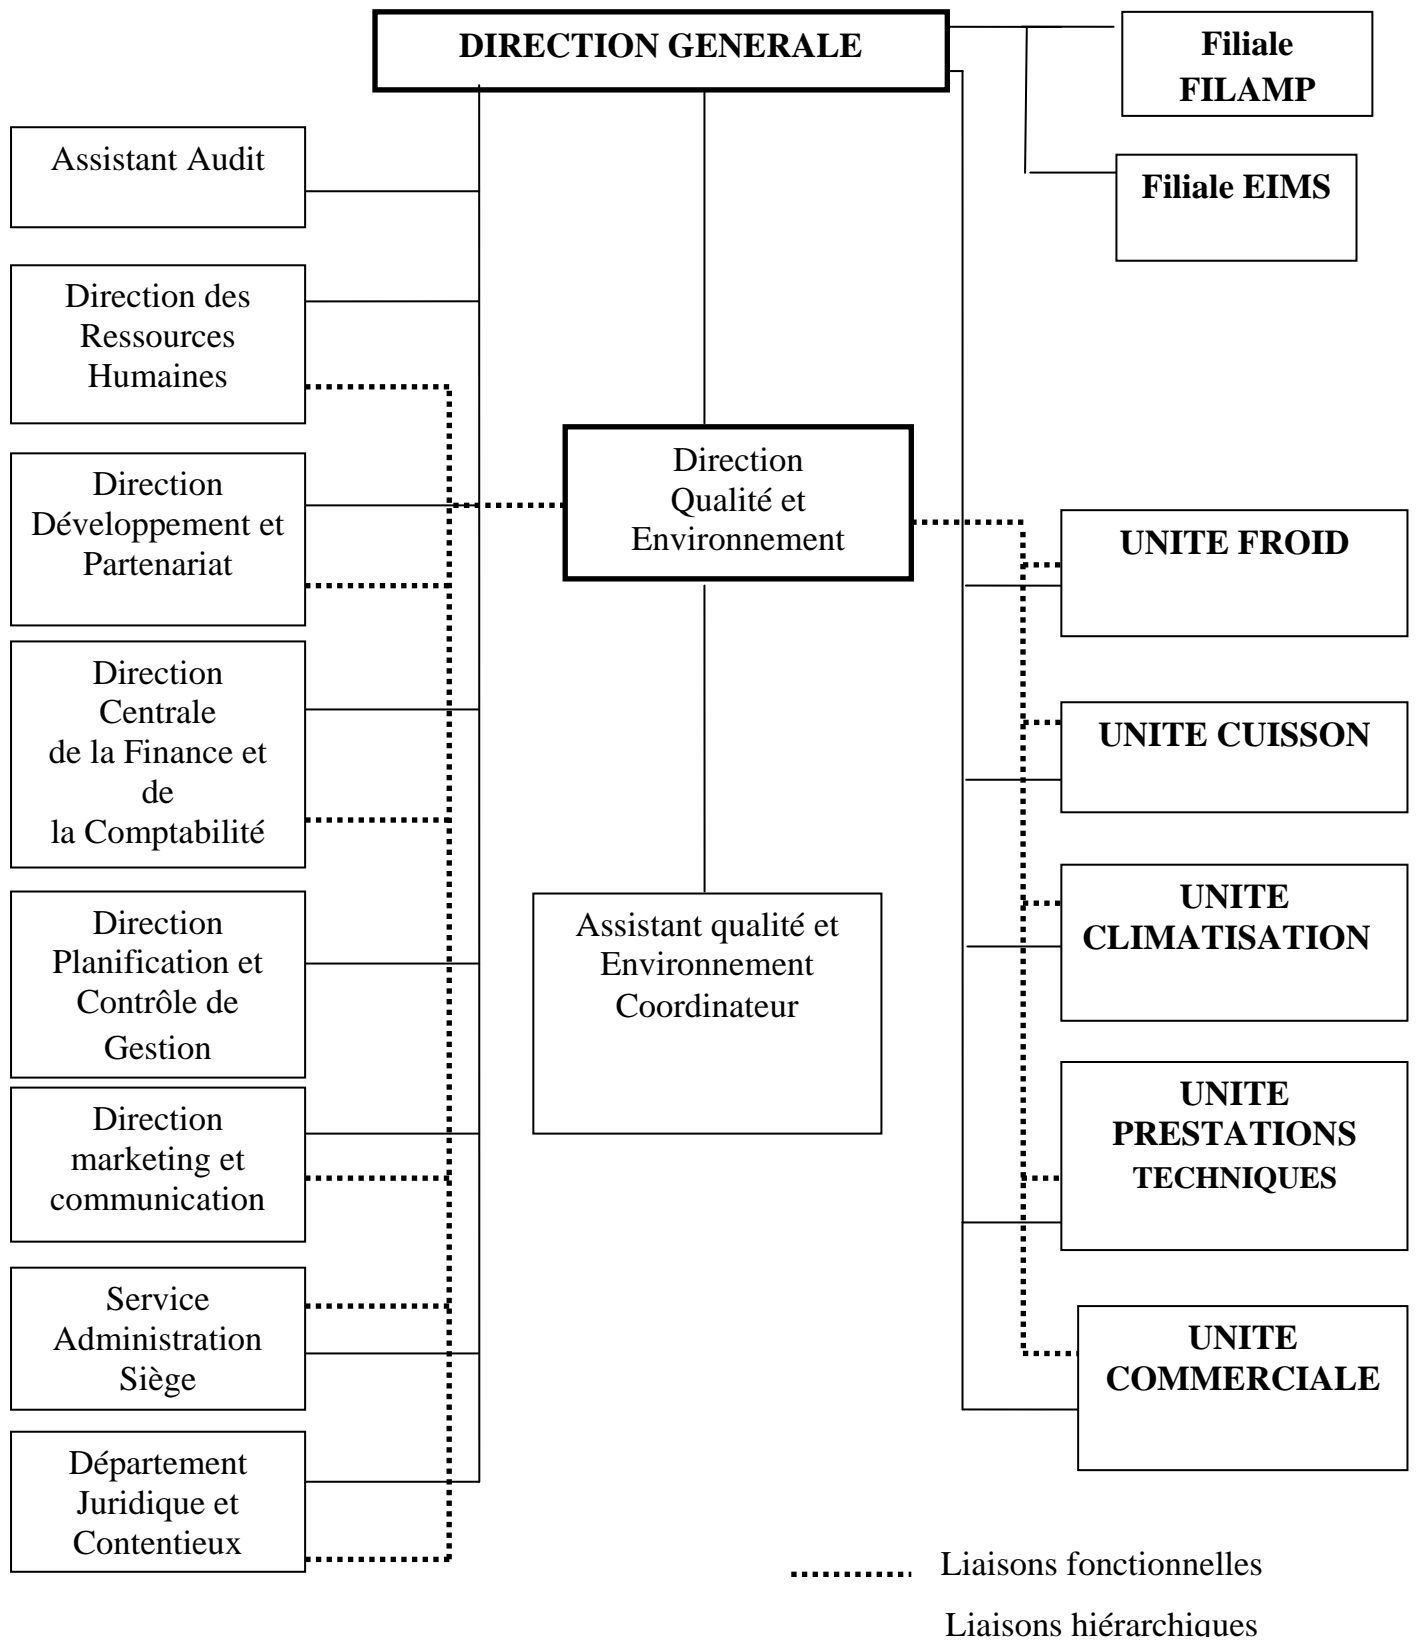 DIRECTION GENERALE
Filiale
FILAMP
Filiale EIMS
Assistant Audit
Direction des
Ressources
Humaines
Direction
Développement et
Partenariat
Direction
Centrale
de la Finance et
de
la Comptabilité
Direction
Planification et
Contrôle de
Gestion
Direction
marketing et
communication
Service
Administration
Siège
Département
Juridique et
Contentieux
Direction
Qualité et
Environnement
Assistant qualité et
Environnement
Coordinateur
UNITE FROID
UNITE CUISSON
UNITE
CLIMATISATION
UNITE
PRESTATIONS
TECHNIQUES
UNITE
COMMERCIALE
Liaisons fonctionnelles
Liaisons hiérarchiques